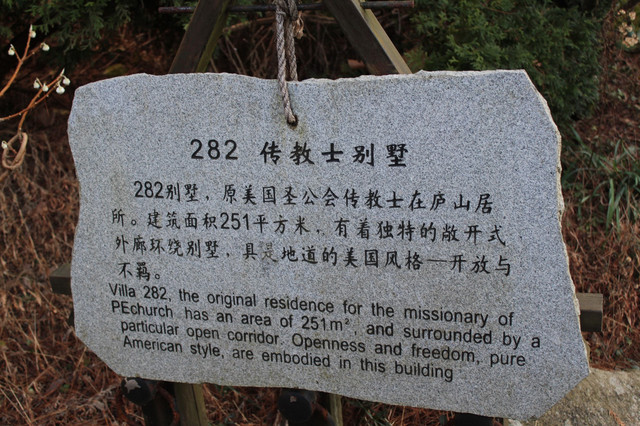 282 传教士别墅
282别墅，原美国圣公会传教士在庐山居
所。建筑面积251平方米，有着独特的敞开式
外廊环绕别墅，具是地道的美国风格—开放与
不羁。
Villa 282, the original residence for the missionary of
PEchurch has an area of 251m², and surrounded by a
particular open corridor. Openness and freedom, pure
American style, are embodied in this building